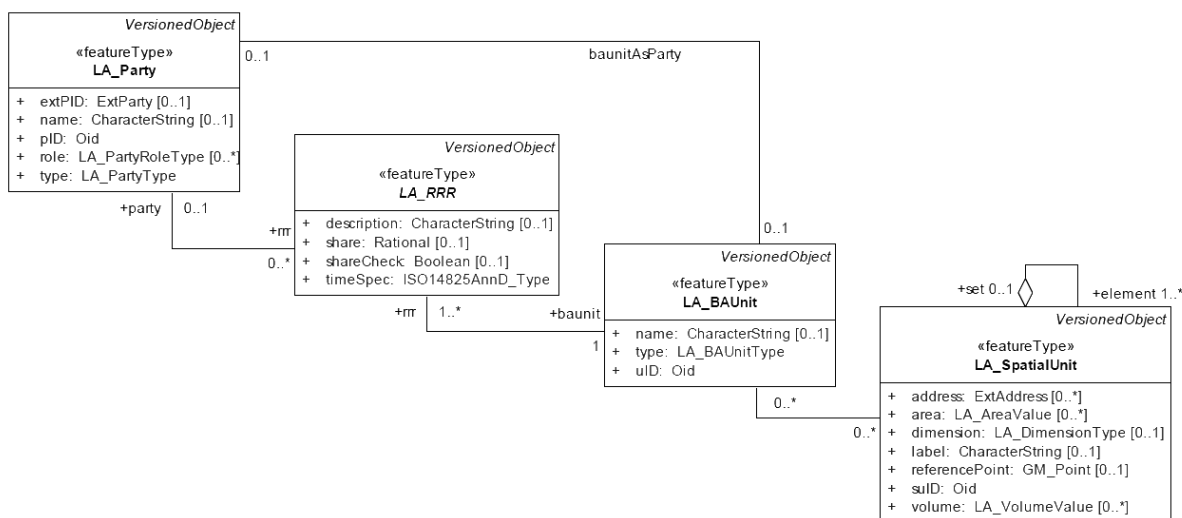 VersionedObject
«featureType»
LA_Party
+ extPID: ExtParty [0..1]
+ name: CharacterString [0..1]
+ pID: Oid
+ role: LA_PartyRoleType [0..*]
+ type: LA_PartyType
0..1
baunitAsParty
0..1
+party 0..1
+rrr
0..*
VersionedObject
«featureType»
LA_RRR
+ description: CharacterString [0..1]
+ share: Rational [0..1]
+ shareCheck: Boolean [0..1]
+ timeSpec: ISO14825AnnD_Type
+rrr 1..*
+baunit
1
VersionedObject
«featureType»
LA_BAUnit
+ name: CharacterString [0..1]
+ type: LA_BAUnitType
+ uID: Oid
0..*
0..*
+set 0..1
+element 1..*
VersionedObject
«featureType»
LA_SpatialUnit
+ address: ExtAddress [0..*]
+ area: LA_AreaValue [0..*]
+ dimension: LA_DimensionType [0..1]
+ label: CharacterString [0..1]
+ referencePoint: GM_Point [0..1]
+ suID: Oid
+ volume: LA_VolumeValue [0..*]